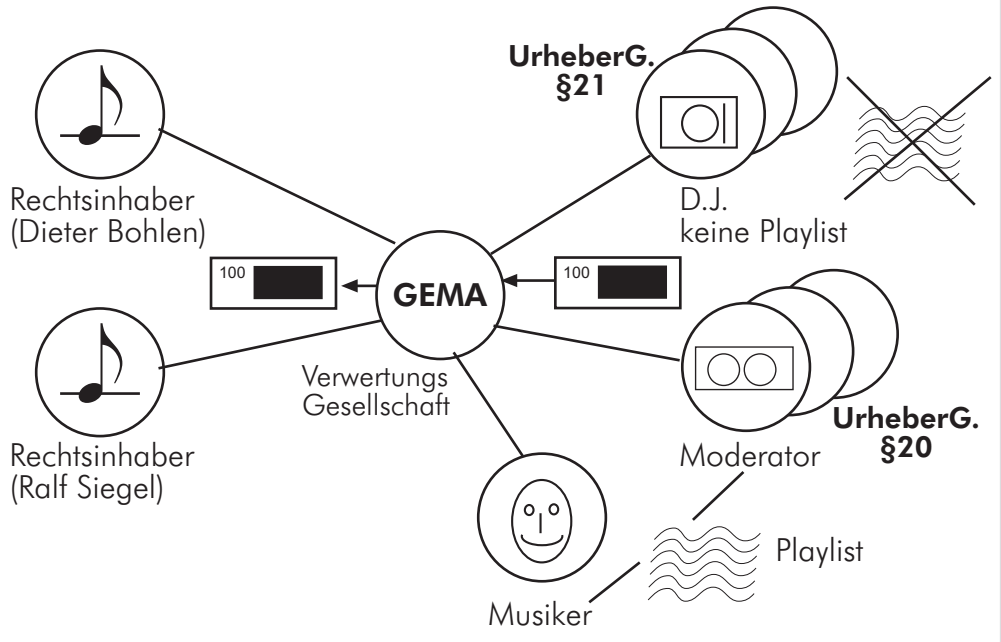 UrheberG.
§21
Rechtsinhaber
(Dieter Bohlen)
D.J.
keine Playlist
100
GEMA
100
Verwertungs
Gesellschaft
UrheberG.
§20
Rechtsinhaber
(Ralf Siegel)
Moderator
Playlist
Musiker